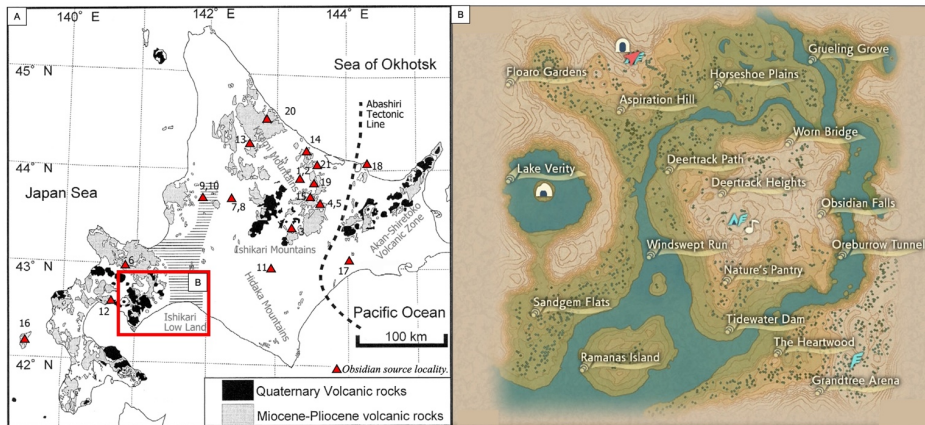 A
140 E
142 E
144 E
45° N
44° N
43° N
42° N
Sea of Okhotsk
Abashiri
Tectonic
Line
Japan Sea
20
13
14
21
1,2
18
19
9,10
7,8
15
4,5
3
Ishikari Mountains
Akan-Shiretoko
Volcanic Zone
6
11
17
Hidaka Mountains
12
B
Ishikari
Low Land
16
Pacific Ocean
100 km
Obsidian source locality.
Quaternary Volcanic rocks
Miocene-Pliocene volcanic rocks
B
Grueling Grove
Floaro Gardens
Horseshoe Plains
Aspiration Hill
Worn Bridge
Deertrack Path
Lake Verity
Deertrack Heights
Obsidian Falls
Windswept Run
Oreburrow Tunnel
Nature's Pantry
Sandgem Flats
Tidewater Dam
The Heartwood
Ramanas Island
Grandtree Arena